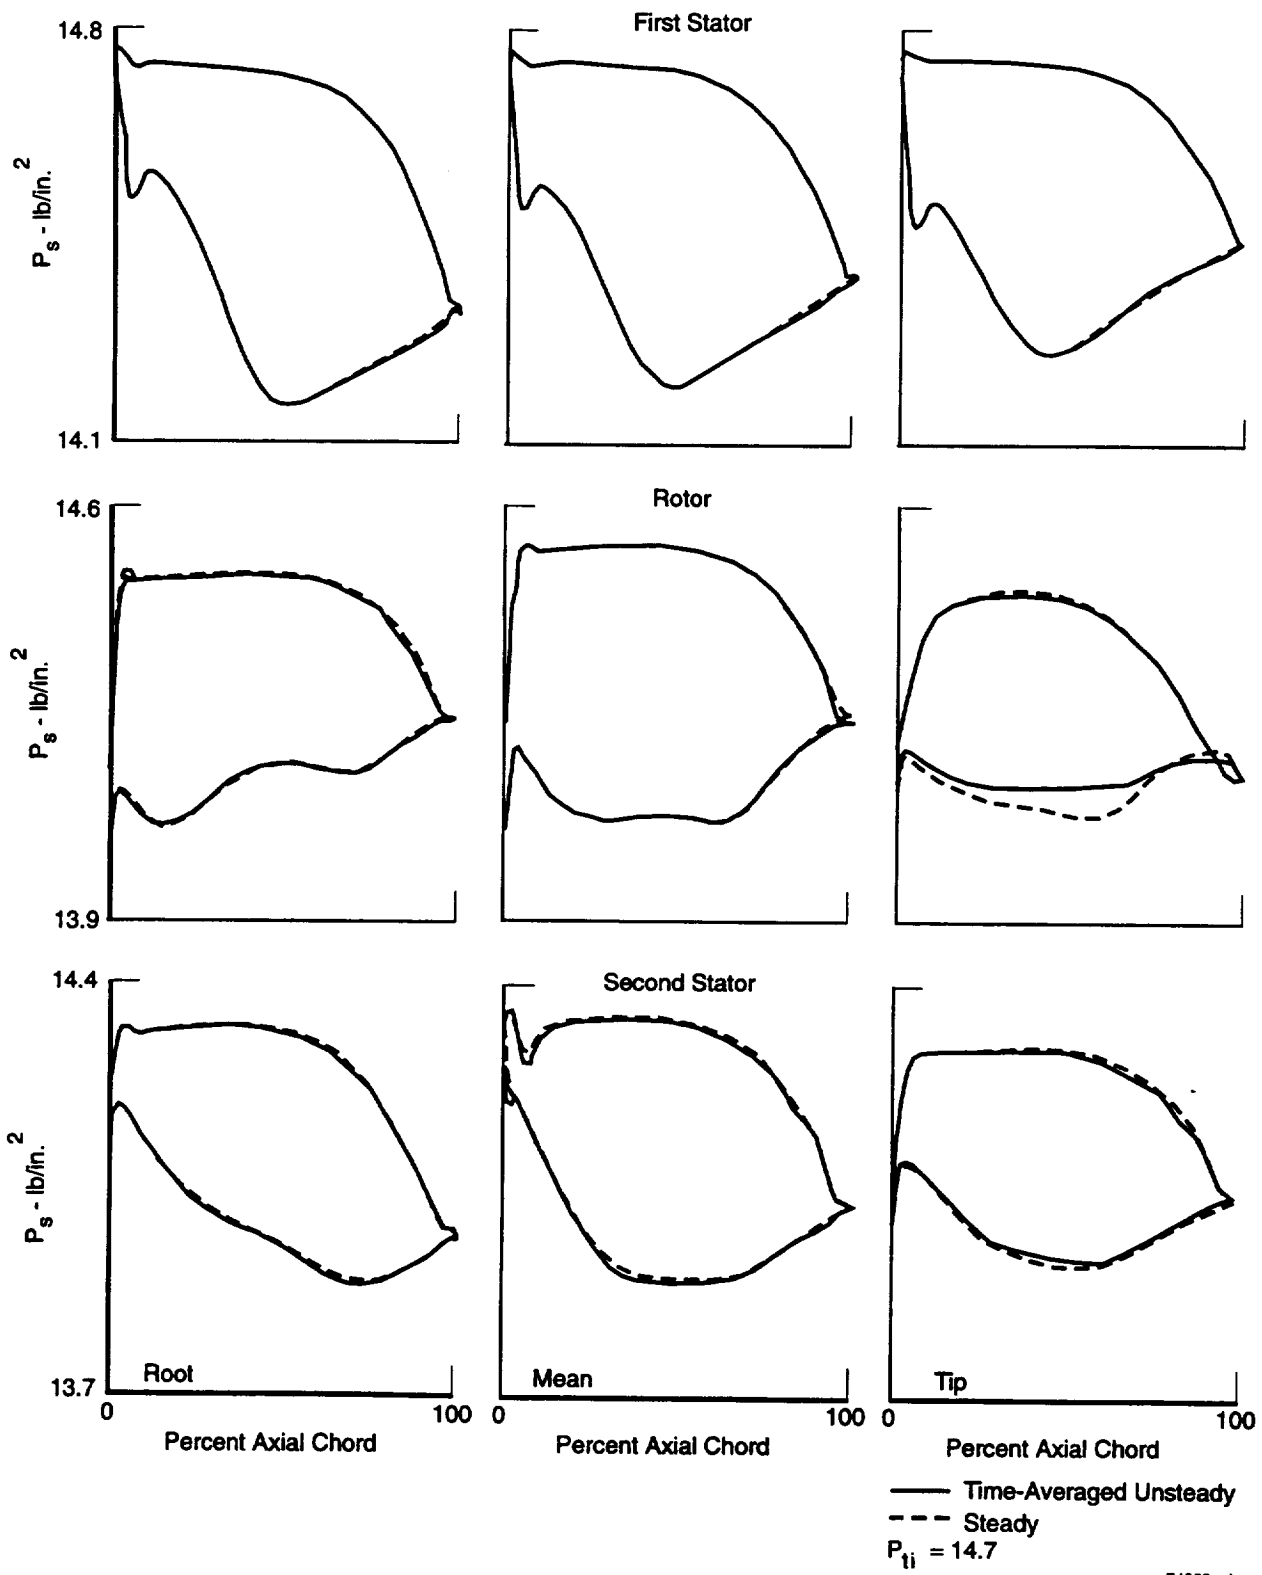 First Stator
14.8
Ps - lb/in.2
14.1
Rotor
14.6
Ps - lb/in.2
13.9
Second Stator
14.4
Ps - lb/in.2
13.7
Root
Mean
Tip
0 100
0 100
0 100
Percent Axial Chord
Percent Axial Chord
Percent Axial Chord
Time-Averaged Unsteady
Steady
Pti = 14.7